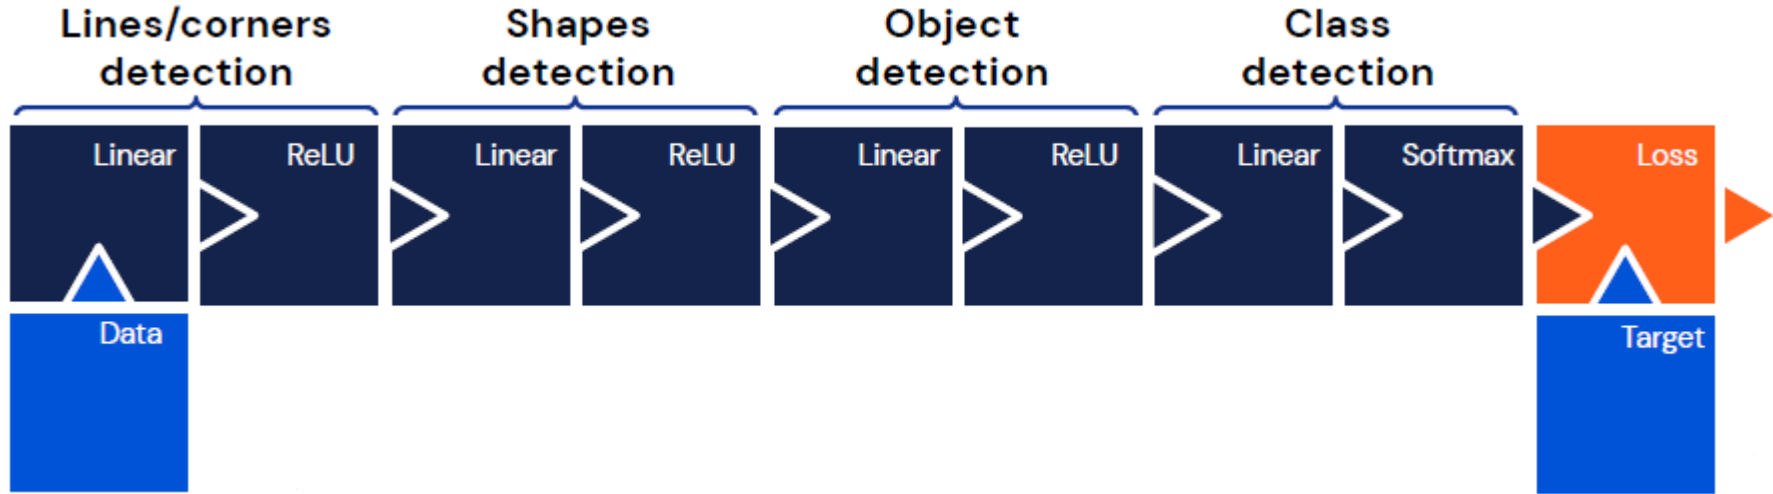 Lines/corners
detection
Shapes
detection
Object
detection
Class
detection
Linear
ReLU
Linear
ReLU
Linear
ReLU
Linear
Softmax
Loss
Data
Target